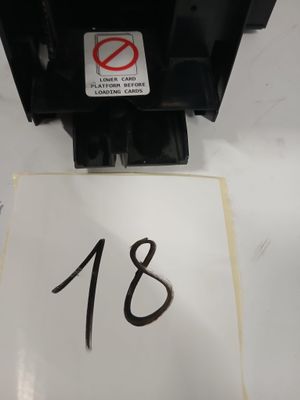 LOWER CARD
PLATFORM BEFORE
LOADING CARDS
18